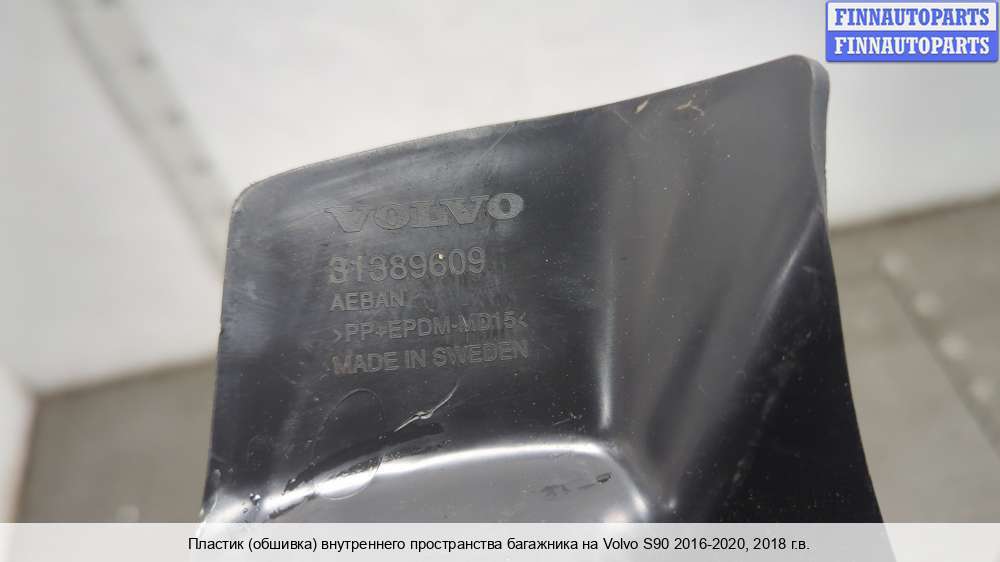 FINNAUTOPARTS
FINNAUTOPARTS
VOLVO
31389609
AEBAN
>PP+EPDM-MD15<
MADE IN SWEDEN
Пластик (обшивка) внутреннего пространства багажника на Volvo S90 2016-2020, 2018 г.в.